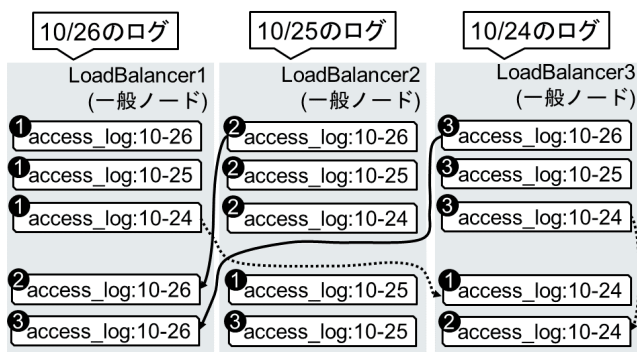 10/26のログ
10/25のログ
10/24のログ
LoadBalancer1
(一般ノード)
1 access_log:10-26
1 access_log:10-25
1 access_log:10-24
2 access_log:10-26
3 access_log:10-26
LoadBalancer2
(一般ノード)
2 access_log:10-26
2 access_log:10-25
2 access_log:10-24
1 access_log:10-25
3 access_log:10-25
LoadBalancer3
(一般ノード)
3 access_log:10-26
3 access_log:10-25
3 access_log:10-24
1 access_log:10-24
2 access_log:10-24